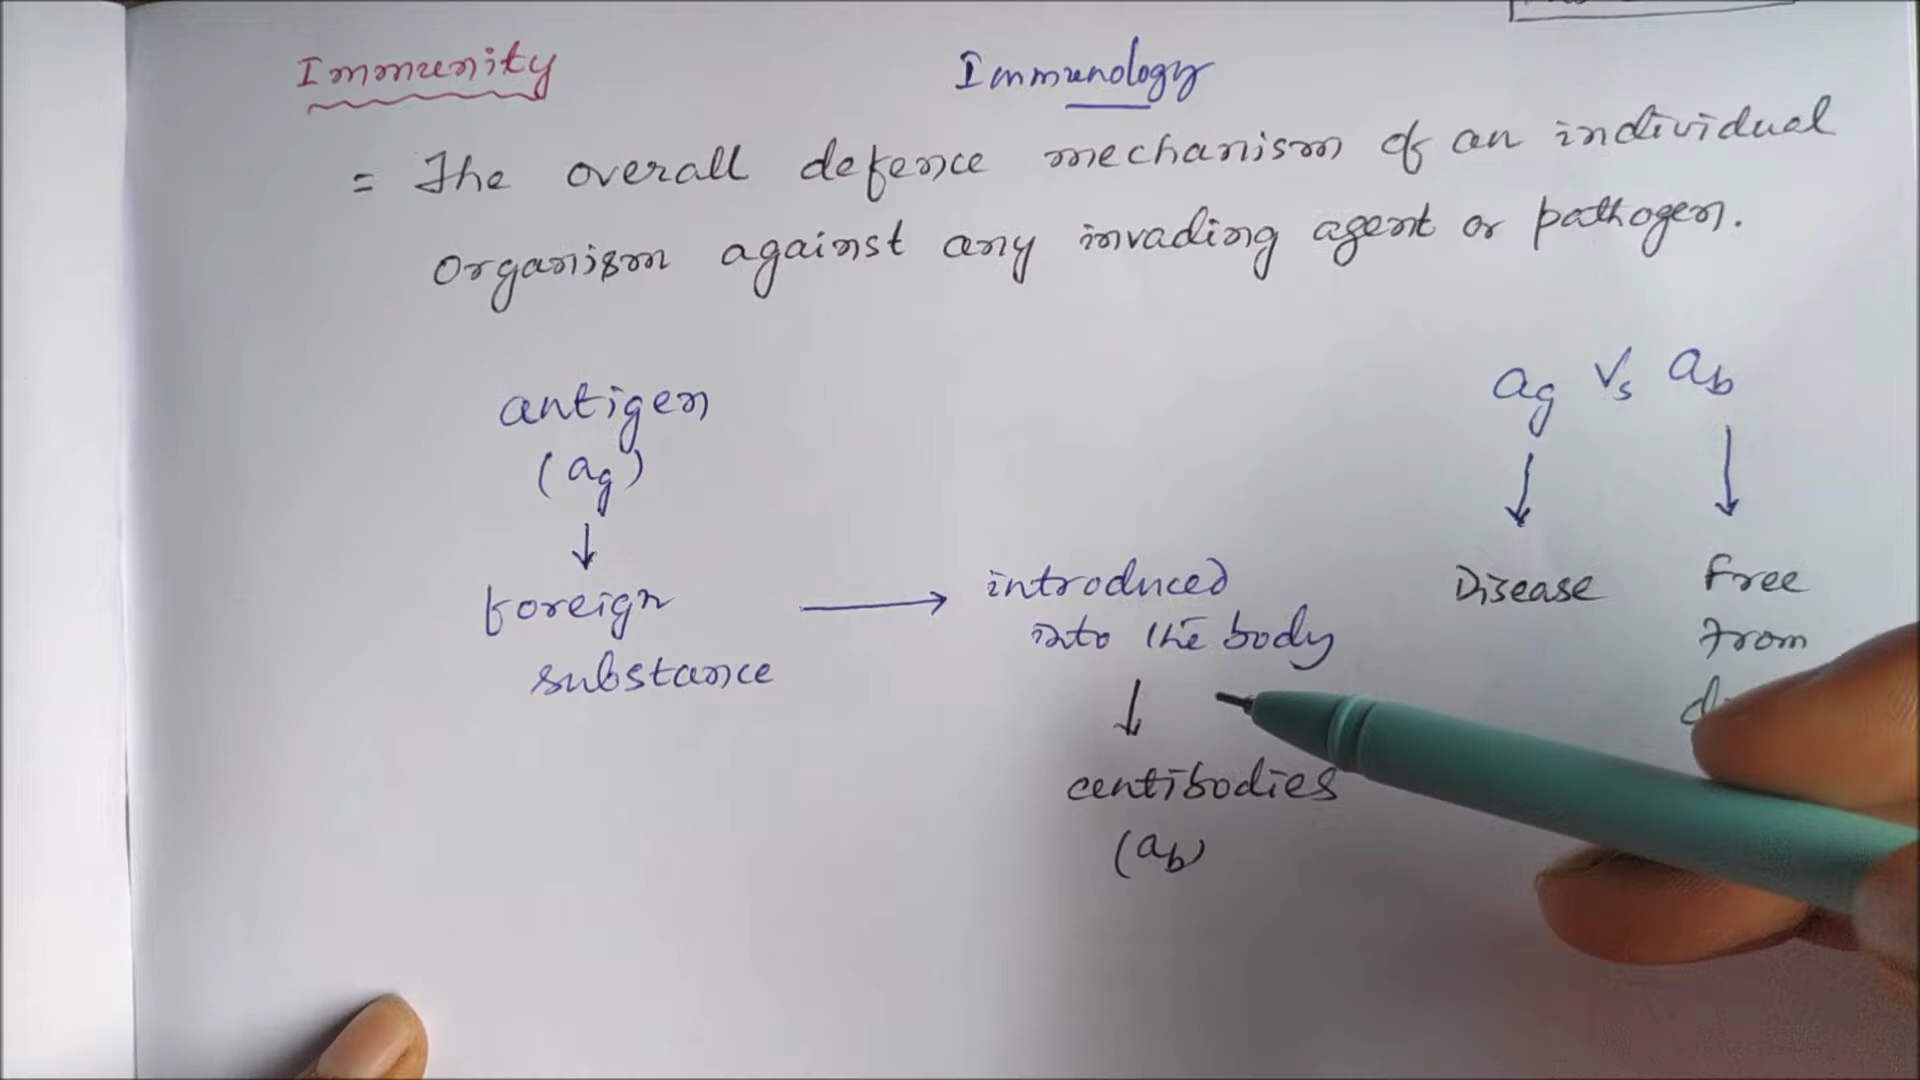 Immunity
Immunology
= The overall defence mechanism of an individual
organism against any invading agent or pathogen.
antigen
(ag)
↓
foreign
substance
→
introduced
into the body
↓
antibodies
(ab)
ag Vs ab
↓ ↓
Disease
Free
from